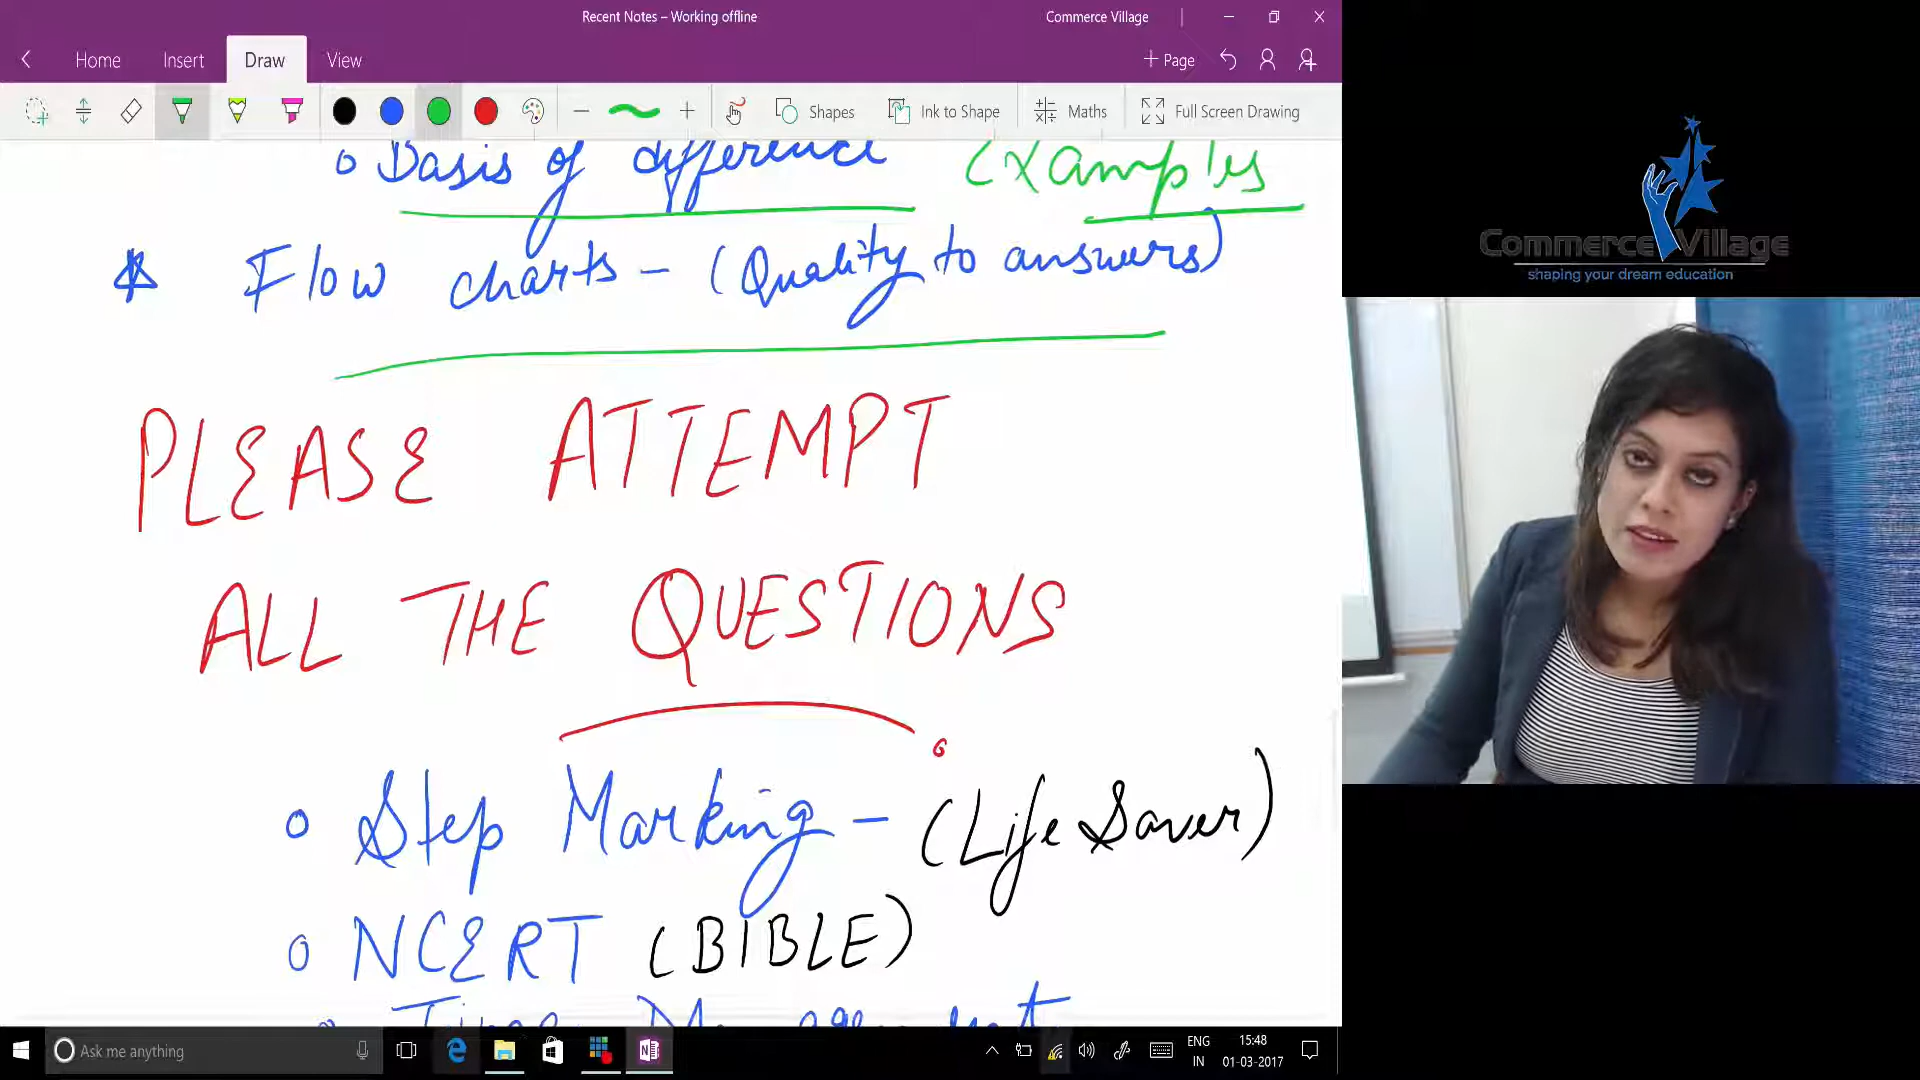 Recent Notes – Working offline
Commerce Village
Home Insert Draw View
Page
Shapes Ink to Shape Maths Full Screen Drawing
Basis of difference Examples
Flow charts – (Quality to answers)
PLEASE ATTEMPT
ALL THE QUESTIONS
Step Marking – (Life Saver)
NCERT (BIBLE)
Time Management
Commerce Village
shaping your dream education
Ask me anything
ENG
IN
15:48
01-03-2017